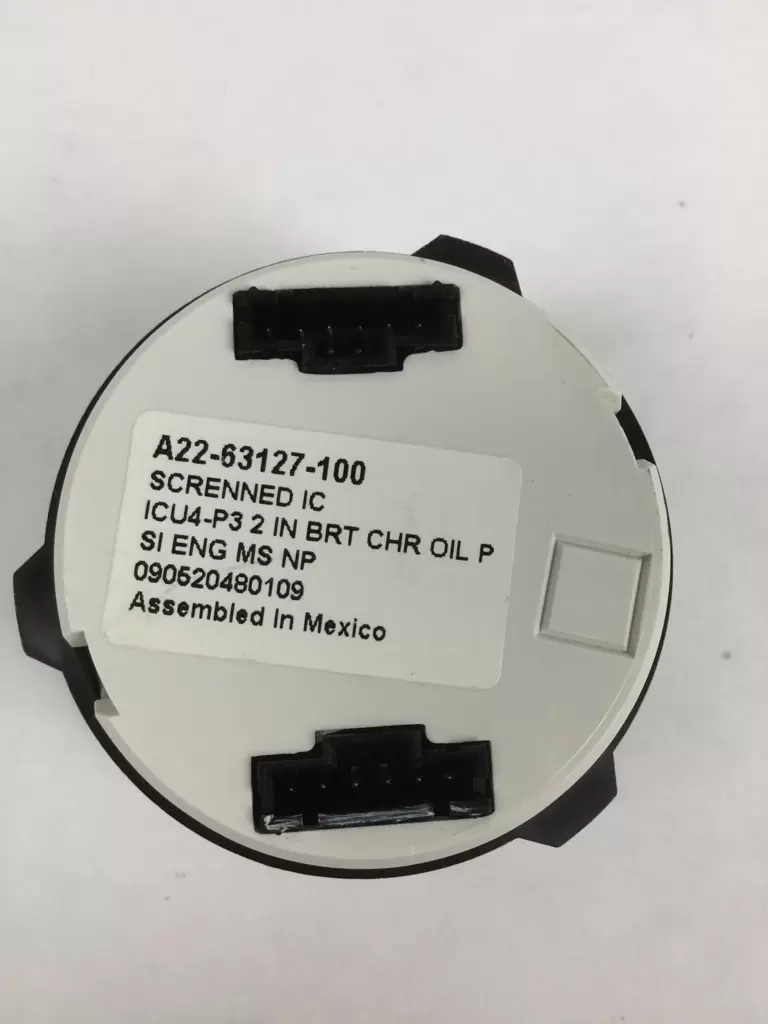 A22-63127-100
SCRENNED IC
ICU4-P3 2 IN BRT CHR OIL P
SI ENG MS NP
090520480109
Assembled In Mexico